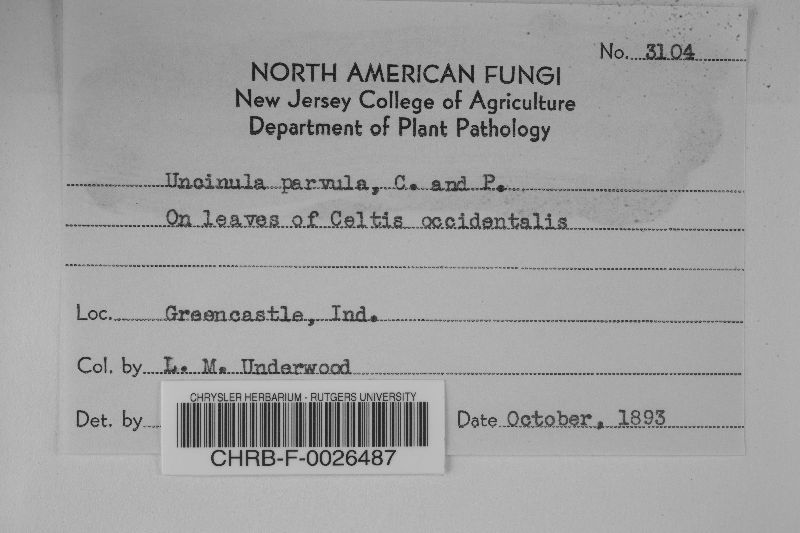 No. 3104
NORTH AMERICAN FUNGI
New Jersey College of Agriculture
Department of Plant Pathology
Uncinula parvula, C. and P.
On leaves of Celtis occidentalis
Loc. Greencastle, Ind.
Col. by L. M. Underwood
Det. by
Date October, 1893
CHRYSLER HERBARIUM - RUTGERS UNIVERSITY
CHRB-F-0026487